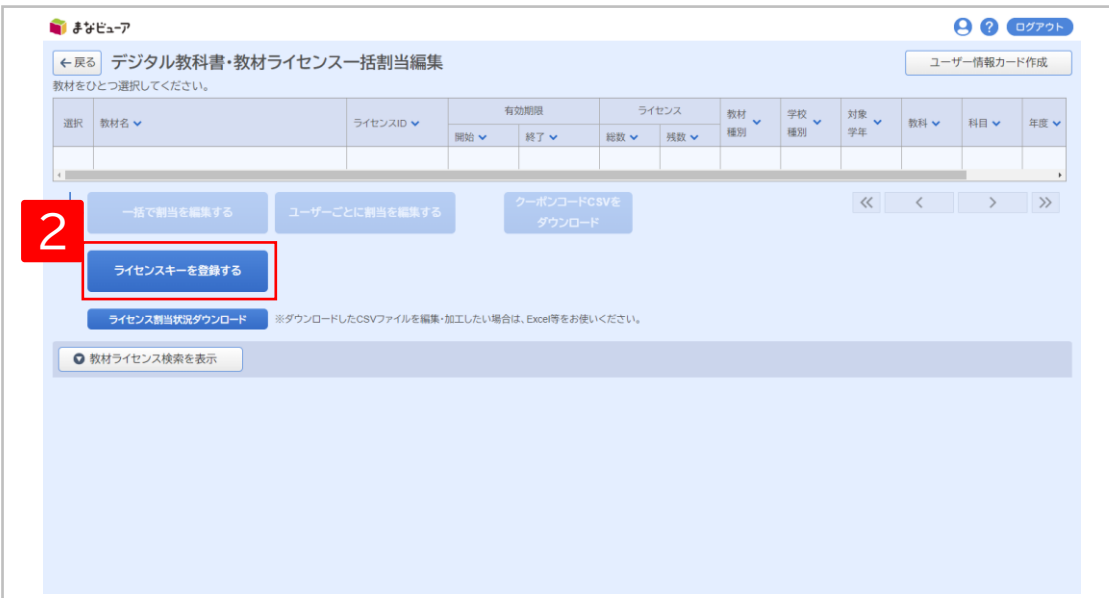 まなビューア
? ログアウト
←戻る デジタル教科書・教材ライセンス一括割当編集 ユーザー情報カード作成
教材をひとつ選択してください。
選択 教材名 ライセンスID 有効期限 ライセンス 教材種別 学校種別 対象学年 教科 科目 年度
開始 終了 総数 残数
一括で割当を編集する ユーザーごとに割当を編集する クーポンコードCSVを
ダウンロード
2
ライセンスキーを登録する
ライセンス割当状況ダウンロード ※ダウンロードしたCSVファイルを編集・加工したい場合は、Excel等をお使いください。
教材ライセンス検索を表示